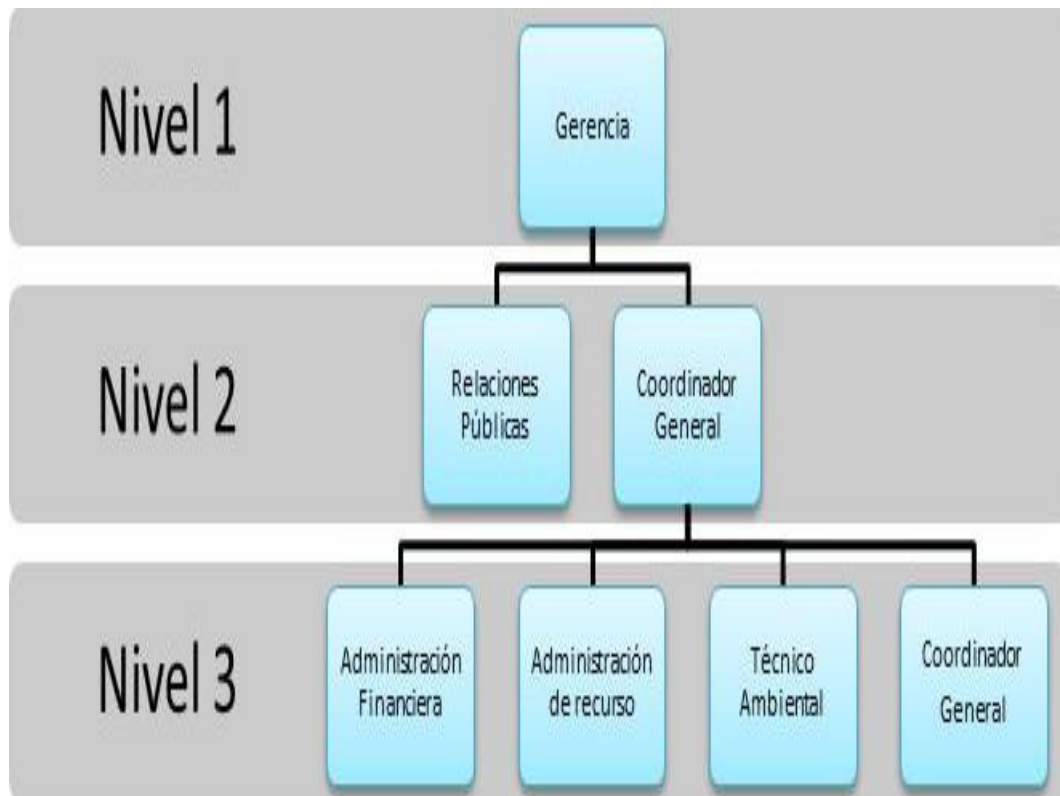 Nivel 1
Gerencia
Nivel 2
Relaciones
Públicas
Coordinador
General
Nivel 3
Administración
Financiera
Administración
de recurso
Técnico
Ambiental
Coordinador
General